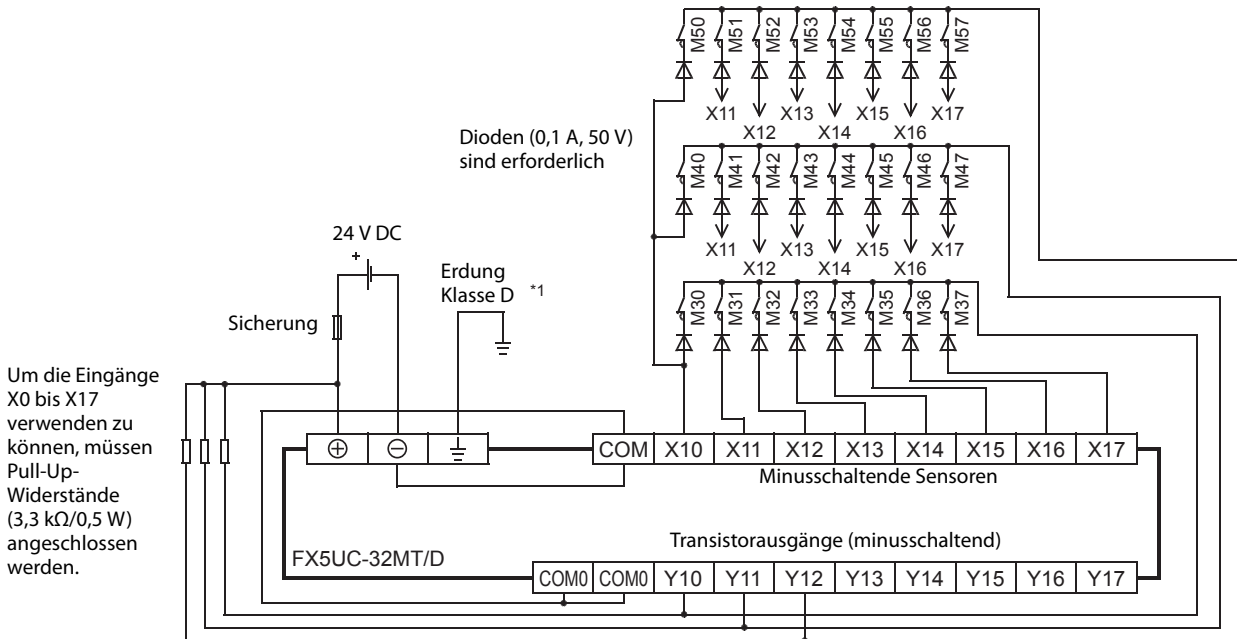 M50 M51 M52 M53 M54 M55 M56 M57
X11 X13 X15 X17
X12 X14 X16
Dioden (0,1 A, 50 V)
sind erforderlich
M40 M41 M42 M43 M44 M45 M46 M47
X11 X13 X15 X17
X12 X14 X16
24 V DC
+
Erdung
Klasse D *1
M30 M31 M32 M33 M34 M35 M36 M37
Sicherung
Um die Eingänge
X0 bis X17
verwenden zu
können, müssen
Pull-Up-
Widerstände
(3,3 kΩ/0,5 W)
angeschlossen
werden.
+ −
COM X10 X11 X12 X13 X14 X15 X16 X17
Minusschaltende Sensoren
Transistorausgänge (minusschaltend)
FX5UC-32MT/D
COM0 COM0 Y10 Y11 Y12 Y13 Y14 Y15 Y16 Y17